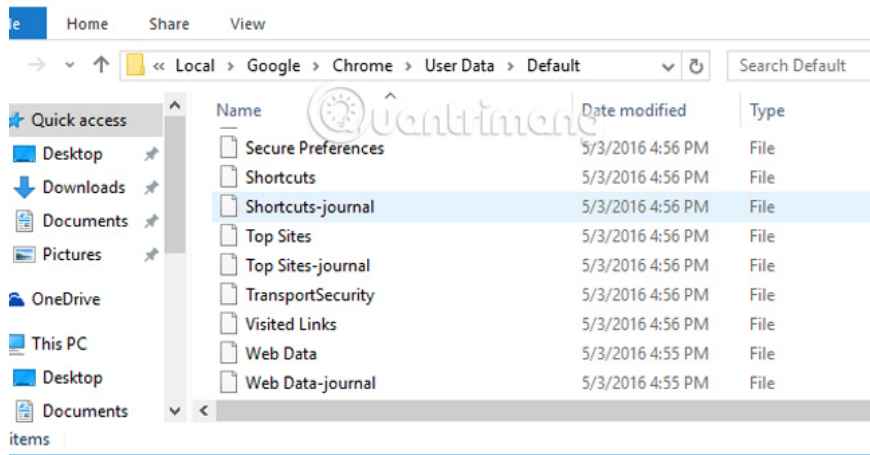 le Home Share View
« Local > Google > Chrome > User Data > Default Search Default
Quick access
Desktop
Downloads
Documents
Pictures
OneDrive
This PC
Desktop
Documents
Name Date modified Type
Quantrimang
Secure Preferences 5/3/2016 4:56 PM File
Shortcuts 5/3/2016 4:56 PM File
Shortcuts-journal 5/3/2016 4:56 PM File
Top Sites 5/3/2016 4:56 PM File
Top Sites-journal 5/3/2016 4:56 PM File
TransportSecurity 5/3/2016 4:56 PM File
Visited Links 5/3/2016 4:56 PM File
Web Data 5/3/2016 4:55 PM File
Web Data-journal 5/3/2016 4:55 PM File
items